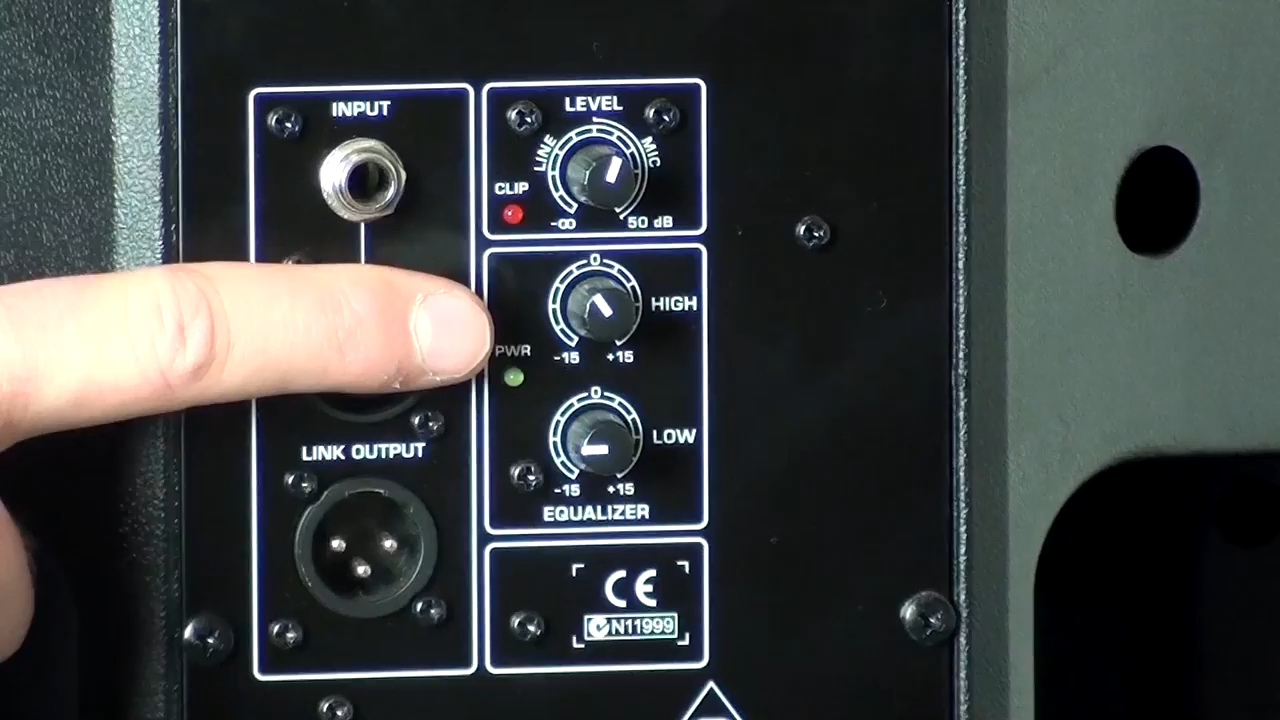 INPUT
LINK OUTPUT
LEVEL
LINE
MIC
CLIP
-∞
50 dB
0
HIGH
-15
+15
PWR
0
LOW
-15
+15
EQUALIZER
CE
N11999